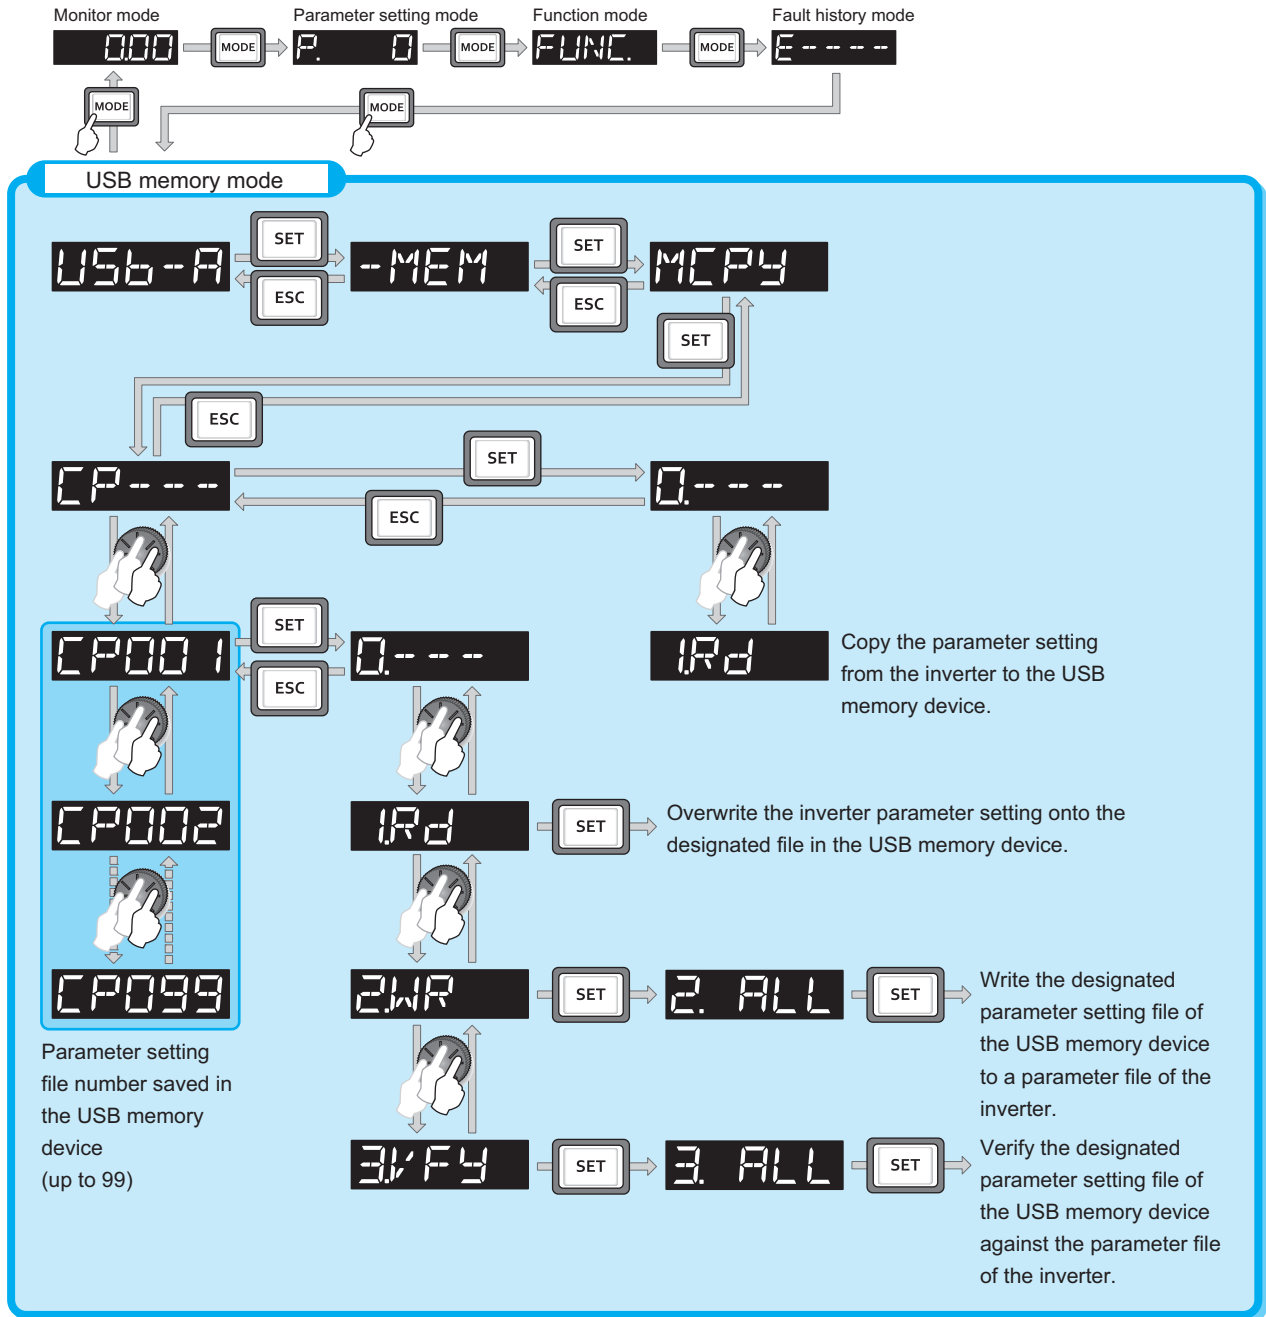 Monitor mode Parameter setting mode Function mode Fault history mode
0.00 MODE P. 0 MODE FUNC. MODE E----
MODE MODE
USB memory mode
USb-A SET ESC -MEM SET ESC MCPY
SET
ESC
CP--- SET 0.---
ESC
CP001 SET ESC 0.--- 1.Rd Copy the parameter setting
from the inverter to the USB
memory device.
CP002 1.Rd SET Overwrite the inverter parameter setting onto the
designated file in the USB memory device.
CP099 2.WR SET 2. ALL SET Write the designated
parameter setting file of
the USB memory device
to a parameter file of the
inverter.
Parameter setting
file number saved in
the USB memory
device
(up to 99)
3.VFY SET 3. ALL SET Verify the designated
parameter setting file of
the USB memory device
against the parameter file
of the inverter.